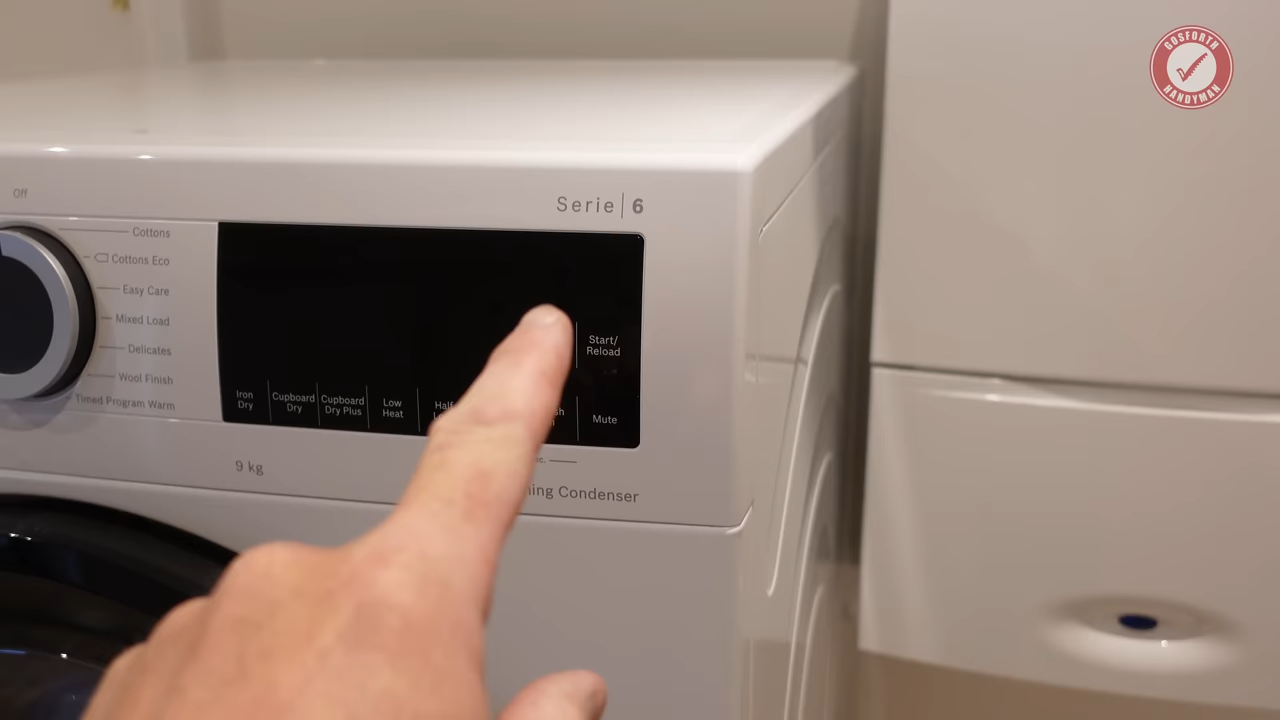 GOSFORTH
HANDYMAN
Off
Serie | 6
Cottons
Cottons Eco
Easy Care
Mixed Load
Delicates
Wool Finish
Timed Program Warm
Start/
Reload
Iron
Dry
Cupboard
Dry
Cupboard
Dry Plus
Low
Heat
Mute
9 kg
Condenser